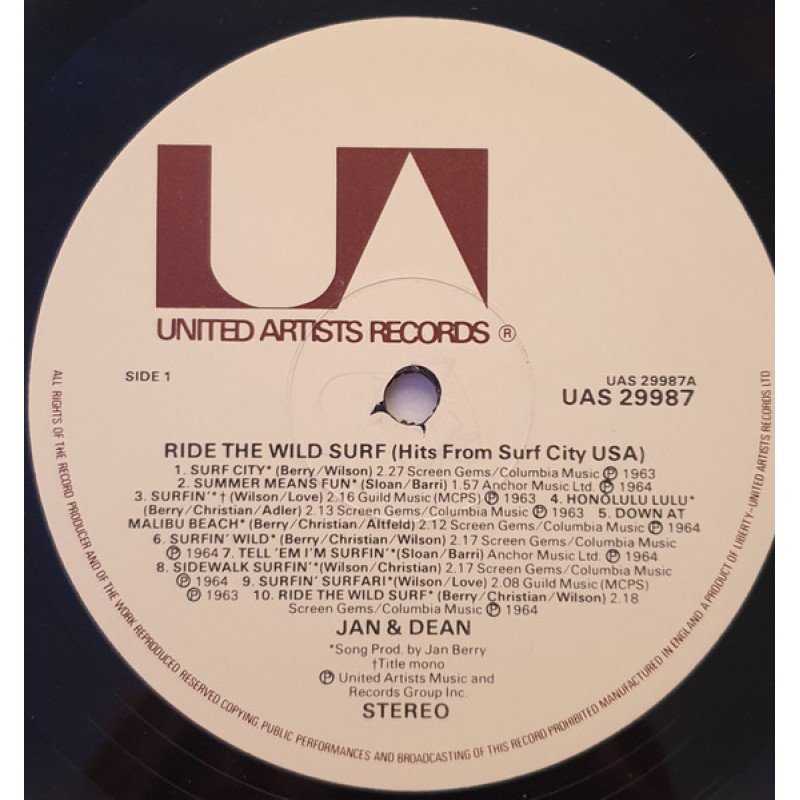 UA
UNITED ARTISTS RECORDS ®
SIDE 1
UAS 29987A
UAS 29987
RIDE THE WILD SURF (Hits From Surf City USA)
1. SURF CITY* (Berry/Wilson) 2.27 Screen Gems/Columbia Music ℗ 1963
2. SUMMER MEANS FUN* (Sloan/Barri) 1.57 Anchor Music Ltd. ℗ 1964
3. SURFIN'*† (Wilson/Love) 2.16 Guild Music (MCPS) ℗ 1963 4. HONOLULU LULU*
(Berry/Christian/Adler) 2.13 Screen Gems/Columbia Music ℗ 1963 5. DOWN AT
MALIBU BEACH* (Berry/Christian/Altfeld) 2.12 Screen Gems/Columbia Music ℗ 1964
6. SURFIN' WILD* (Berry/Christian/Wilson) 2.17 Screen Gems/Columbia Music
℗ 1964 7. TELL 'EM I'M SURFIN'*(Sloan/Barri) Anchor Music Ltd. ℗ 1964
8. SIDEWALK SURFIN'*(Wilson/Christian) 2.17 Screen Gems/Columbia Music
℗ 1964 9. SURFIN' SURFARI*(Wilson/Love) 2.08 Guild Music (MCPS)
℗ 1963 10. RIDE THE WILD SURF* (Berry/Christian/Wilson) 2.18
Screen Gems/Columbia Music ℗ 1964
JAN & DEAN
*Song Prod. by Jan Berry
†Title mono
℗ United Artists Music and
Records Group Inc.
STEREO
ALL RIGHTS OF THE RECORD PRODUCER AND OF THE WORK REPRODUCED RESERVED COPYING, PUBLIC PERFORMANCES AND BROADCASTING OF THIS RECORD PROHIBITED MANUFACTURED IN ENGLAND A PRODUCT OF LIBERTY-UNITED ARTISTS RECORDS LTD